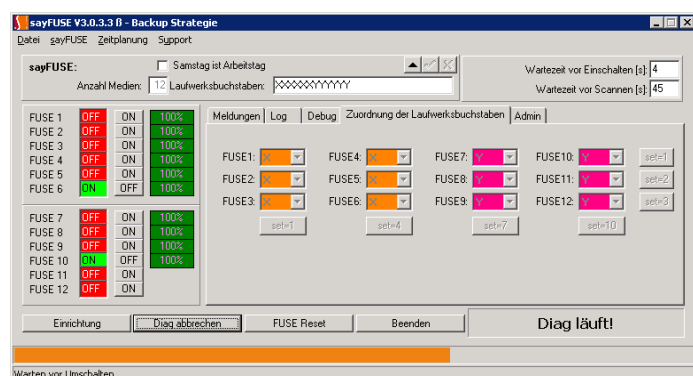 sayFUSE V3.0.3.3 ß - Backup Strategie
Datei sayFUSE Zeitplanung Support
sayFUSE: Samstag ist Arbeitstag
Anzahl Medien: 12 Laufwerksbuchstaben: XXXXXXYYYYYY
Wartezeit vor Einschalten [s]: 4
Wartezeit vor Scannen [s]: 45
FUSE 1 OFF ON 100%
FUSE 2 OFF ON 100%
FUSE 3 OFF ON 100%
FUSE 4 OFF ON 100%
FUSE 5 OFF ON 100%
FUSE 6 ON OFF 100%
FUSE 7 OFF ON 100%
FUSE 8 OFF ON 100%
FUSE 9 OFF ON 100%
FUSE 10 ON OFF 100%
FUSE 11 OFF ON
FUSE 12 OFF ON
Meldungen Log Debug Zuordnung der Laufwerksbuchstaben Admin
FUSE1: X FUSE4: X FUSE7: Y FUSE10: Y set=1
FUSE2: X FUSE5: X FUSE8: Y FUSE11: Y set=2
FUSE3: X FUSE6: X FUSE9: Y FUSE12: Y set=3
set=1 set=4 set=7 set=10
Einrichtung Diag abbrechen FUSE Reset Beenden Diag läuft!
Warten vor Umschalten